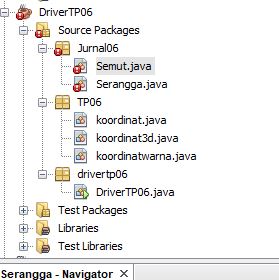 DriverTP06
Source Packages
Jurnal06
Semut.java
Serangga.java
TP06
koordinat.java
koordinat3d.java
koordinatwarna.java
drivertp06
DriverTP06.java
Test Packages
Libraries
Test Libraries
Serangga - Navigator ×